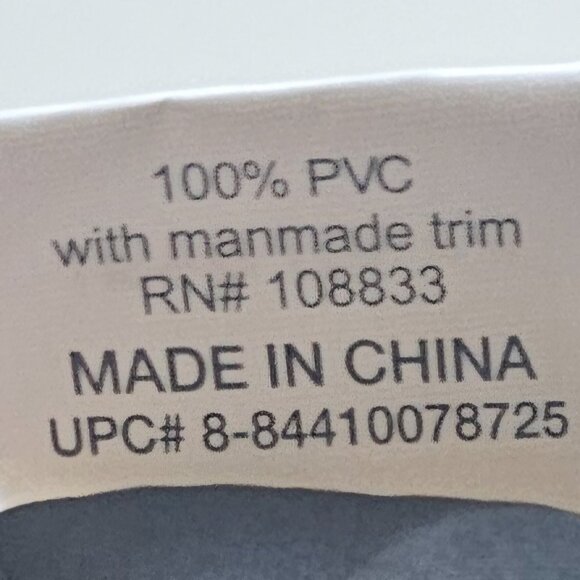 100% PVC
with manmade trim
RN# 108833
MADE IN CHINA
UPC# 8-84410078725